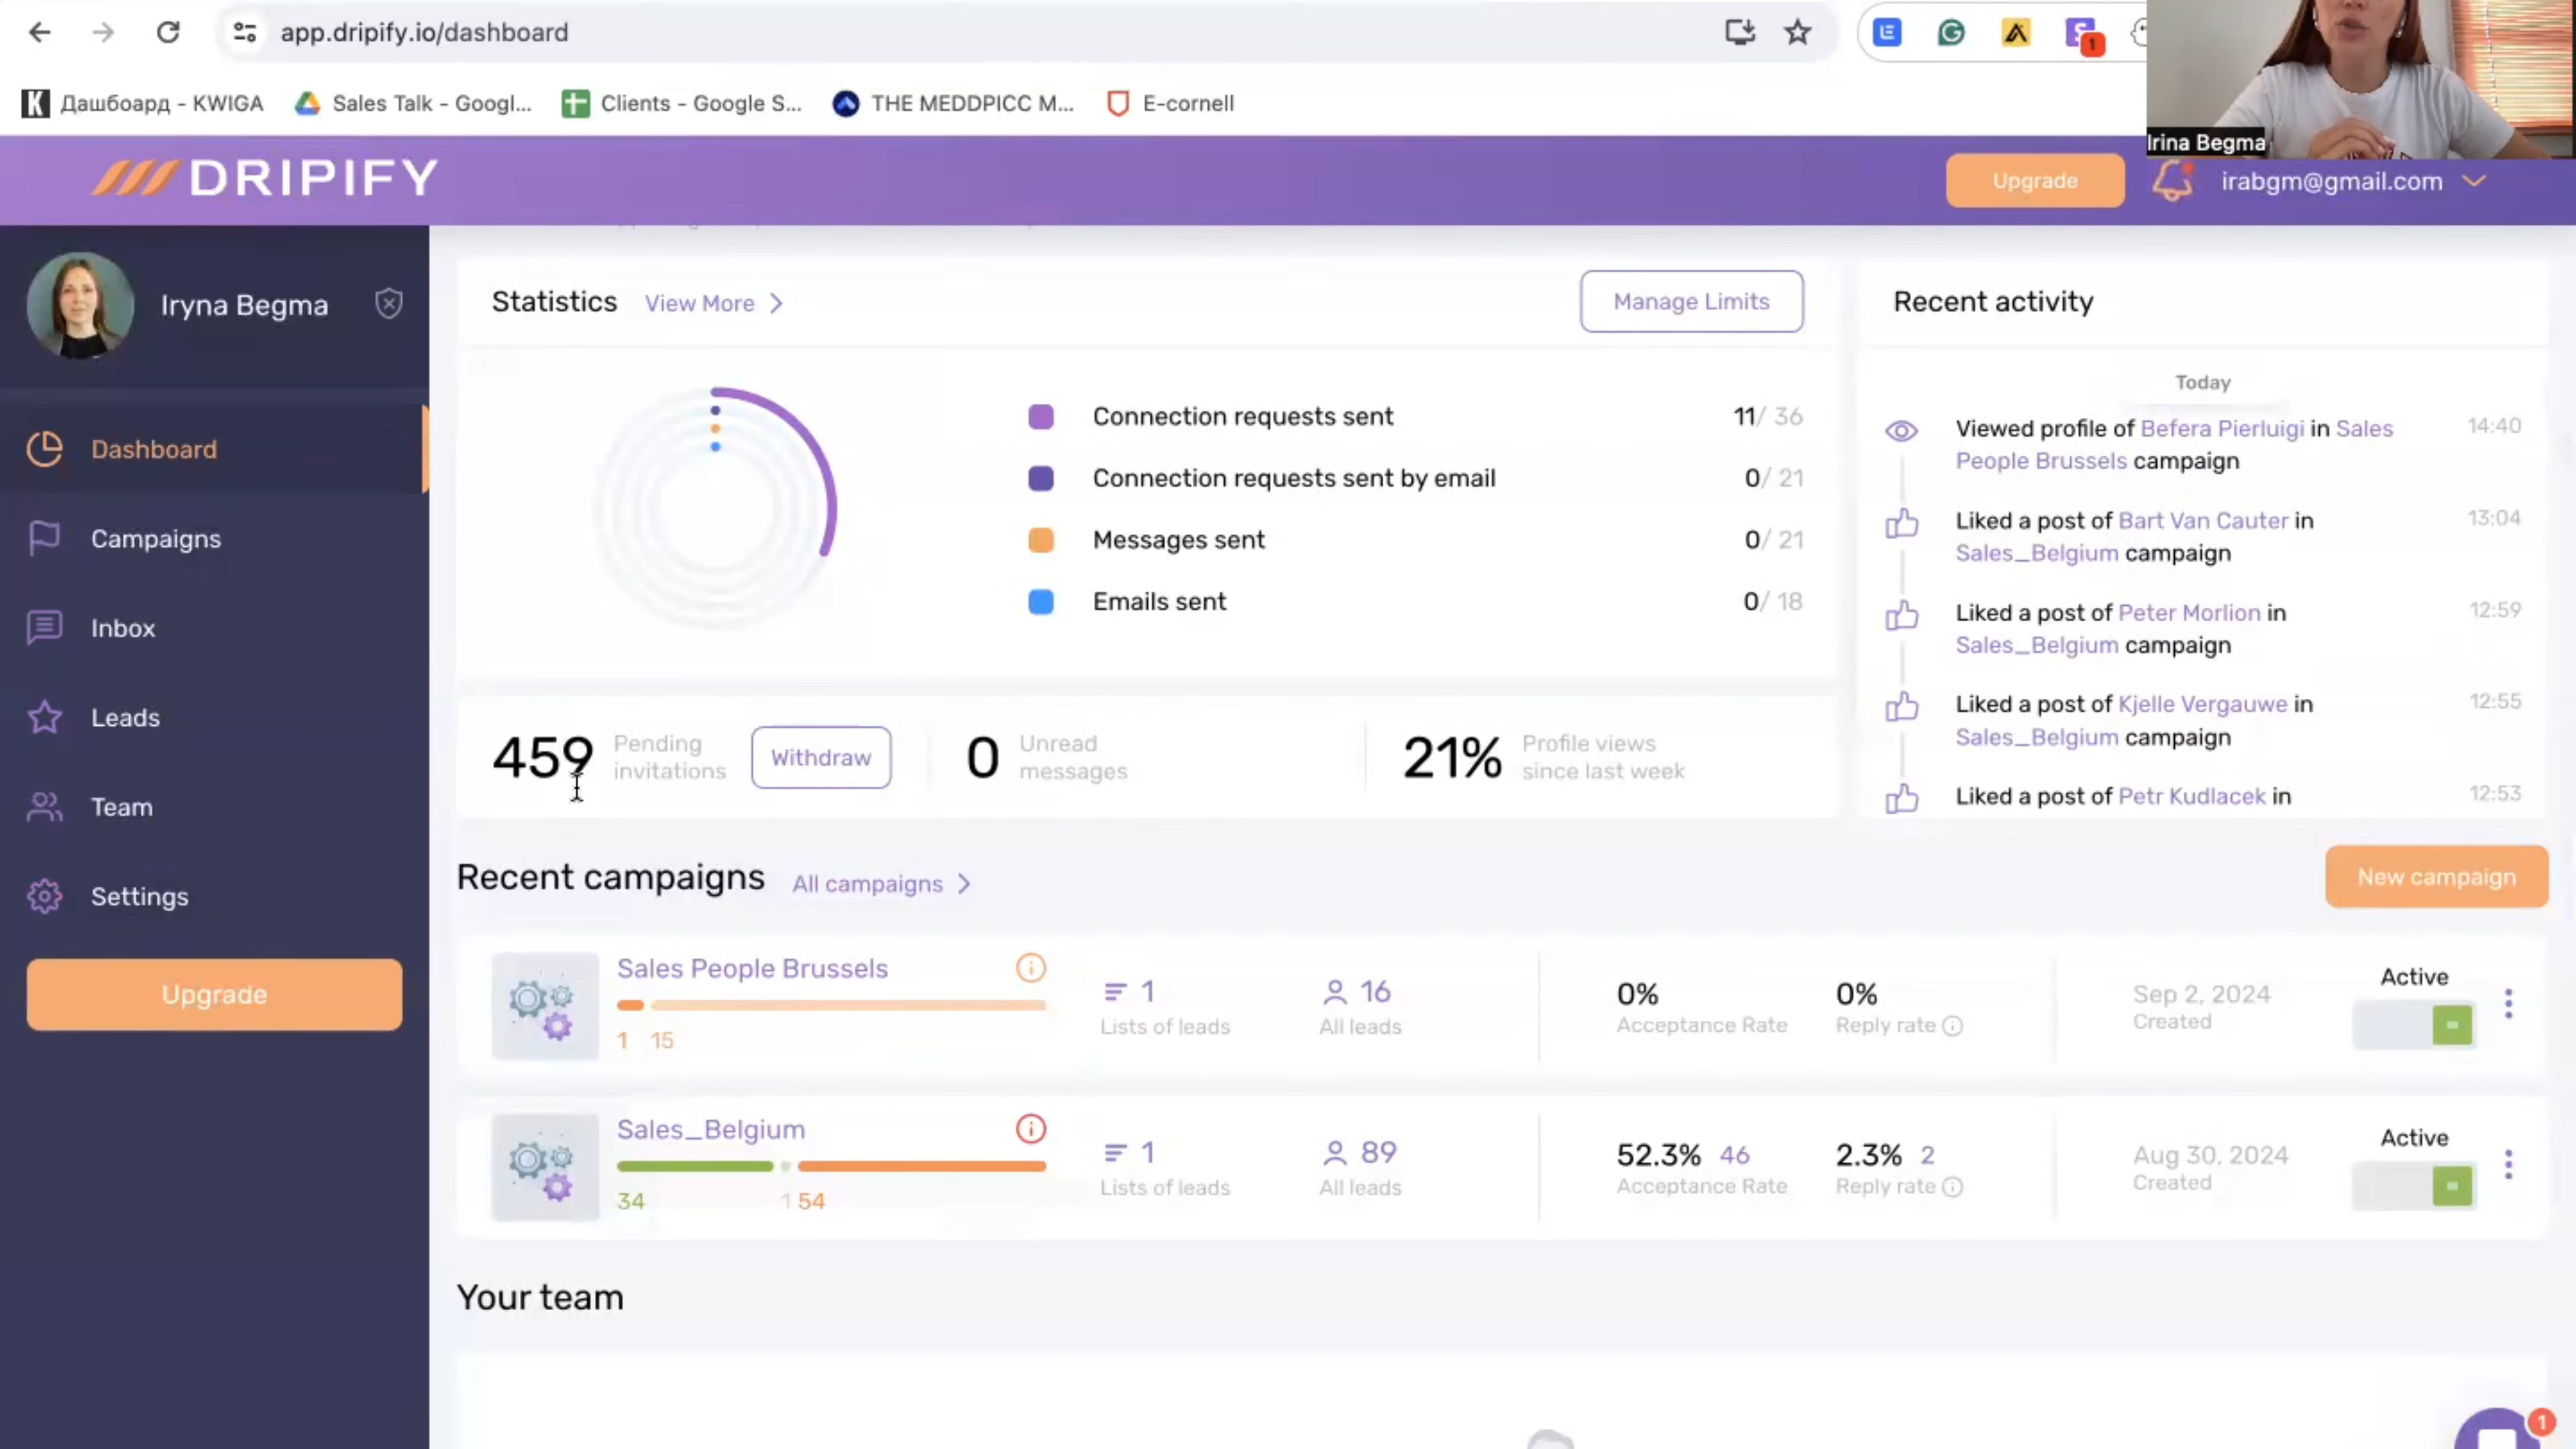 app.dripify.io/dashboard
1
K Дашбоард - KWIGA
Sales Talk - Googl...
Clients - Google S...
THE MEDDPICC M...
E-cornell
Irina Begma
DRIPIFY
Upgrade
irabgm@gmail.com
Iryna Begma
Dashboard
Campaigns
Inbox
Leads
Team
Settings
Upgrade
Statistics
View More
Manage Limits
Connection requests sent
11/ 36
Connection requests sent by email
0/ 21
Messages sent
0/ 21
Emails sent
0/ 18
459
Pending
invitations
Withdraw
0
Unread
messages
21%
Profile views
since last week
Recent activity
Today
Viewed profile of Befera Pierluigi in Sales
People Brussels campaign
14:40
Liked a post of Bart Van Cauter in
Sales_Belgium campaign
13:04
Liked a post of Peter Morlion in
Sales_Belgium campaign
12:59
Liked a post of Kjelle Vergauwe in
Sales_Belgium campaign
12:55
Liked a post of Petr Kudlacek in
12:53
Recent campaigns
All campaigns
New campaign
Sales People Brussels
1 15
1
Lists of leads
16
All leads
0%
Acceptance Rate
0%
Reply rate
Sep 2, 2024
Created
Active
Sales_Belgium
34 1 54
1
Lists of leads
89
All leads
52.3% 46
Acceptance Rate
2.3% 2
Reply rate
Aug 30, 2024
Created
Active
Your team
1